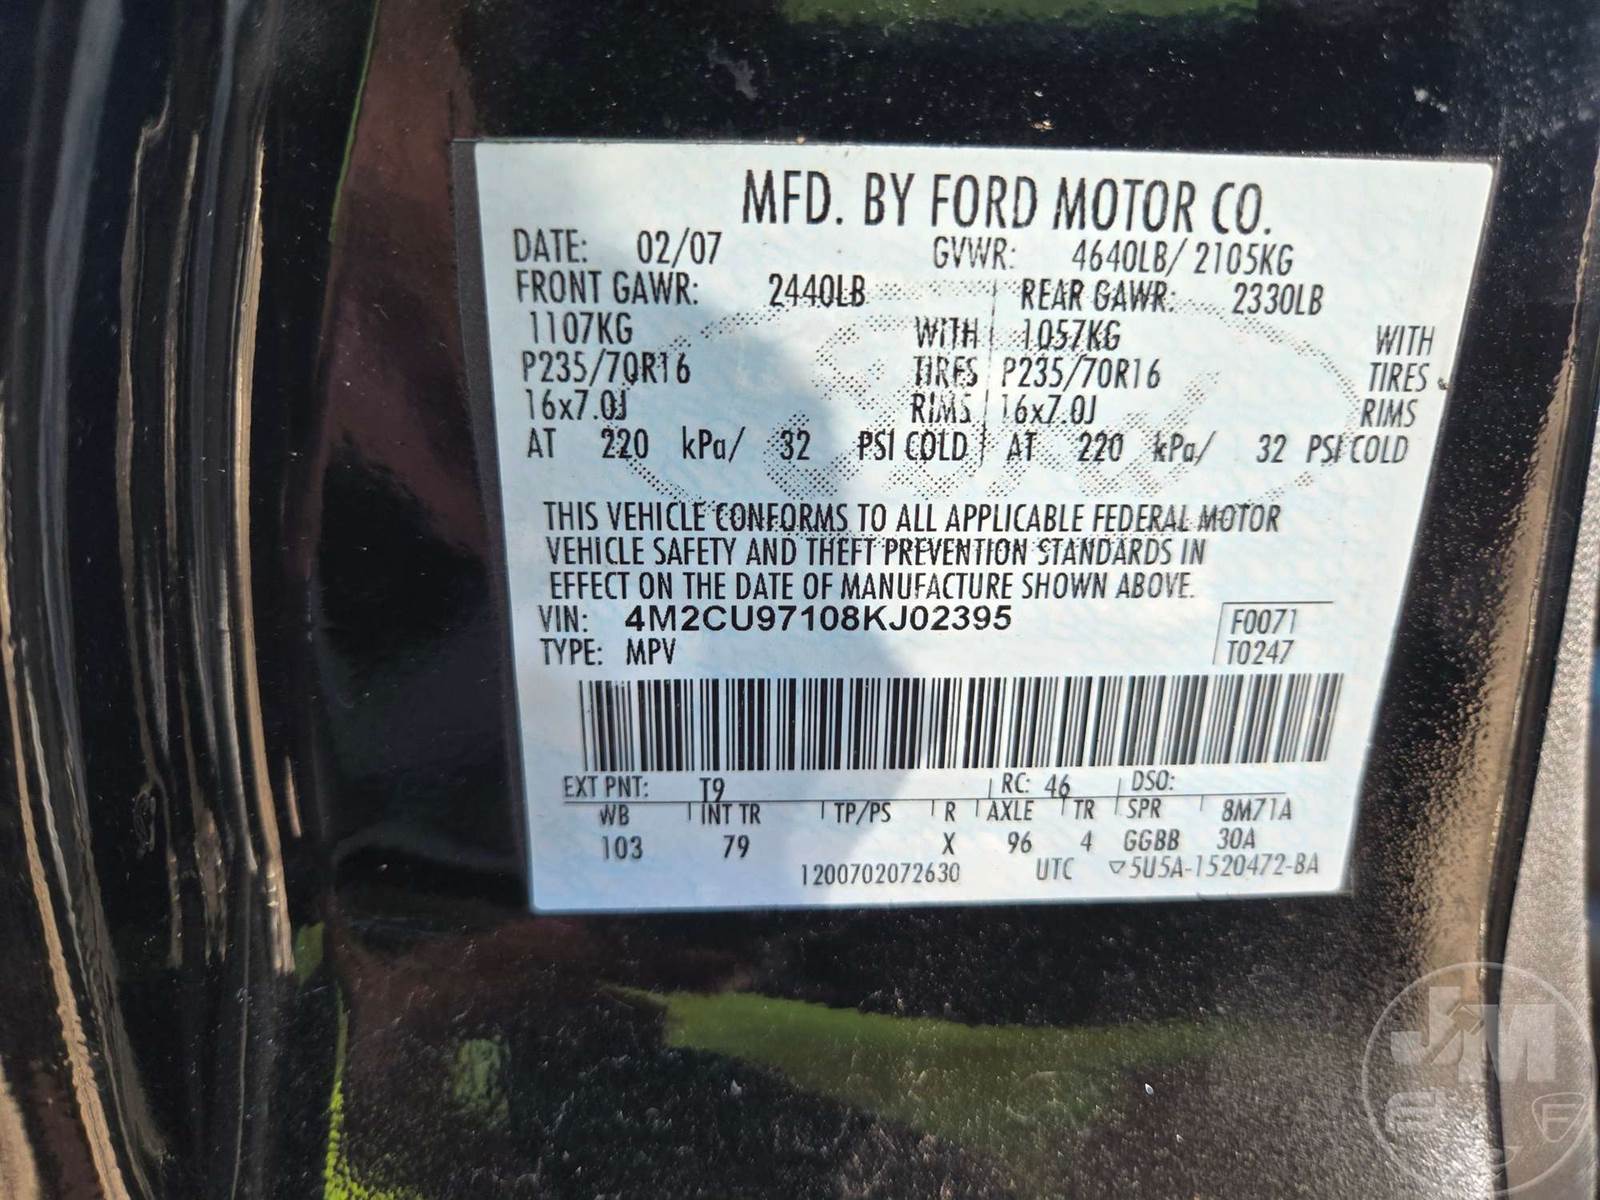 MFD. BY FORD MOTOR CO.
DATE: 02/07 GVWR: 4640LB/ 2105KG
FRONT GAWR: 2440LB REAR GAWR: 2330LB
1107KG WITH 1057KG WITH
P235/70R16 TIRES P235/70R16 TIRES
16x7.0J RIMS 16x7.0J RIMS
AT 220 kPa/ 32 PSI COLD AT 220 kPa/ 32 PSI COLD
THIS VEHICLE CONFORMS TO ALL APPLICABLE FEDERAL MOTOR
VEHICLE SAFETY AND THEFT PREVENTION STANDARDS IN
EFFECT ON THE DATE OF MANUFACTURE SHOWN ABOVE.
VIN: 4M2CU97108KJ02395 F0071
TYPE: MPV T0247
EXT PNT: T9 RC: 46 DSO:
WB INT TR TP/PS R AXLE TR SPR 8M71A
103 79 X 96 4 GGBB 30A
1200702072630 UTC ▽5U5A-1520472-BA
JM